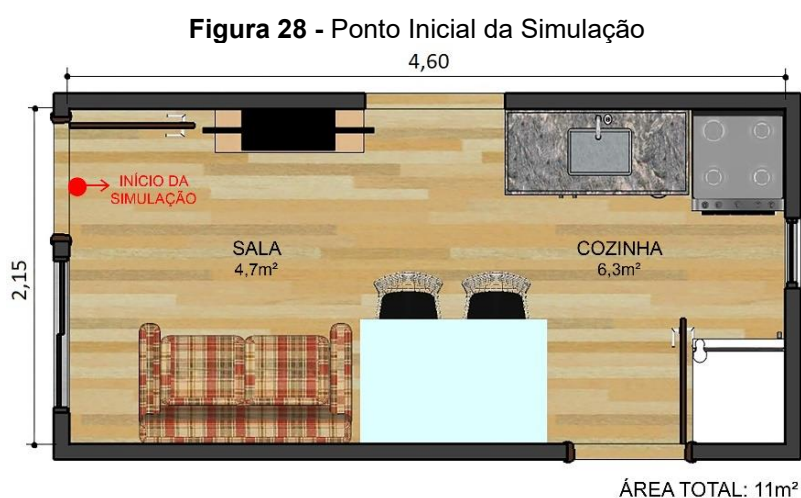 Figura 28 - Ponto Inicial da Simulação
4,60
INÍCIO DA
SIMULAÇÃO
SALA
4,7m²
COZINHA
6,3m²
2,15
ÁREA TOTAL: 11m²